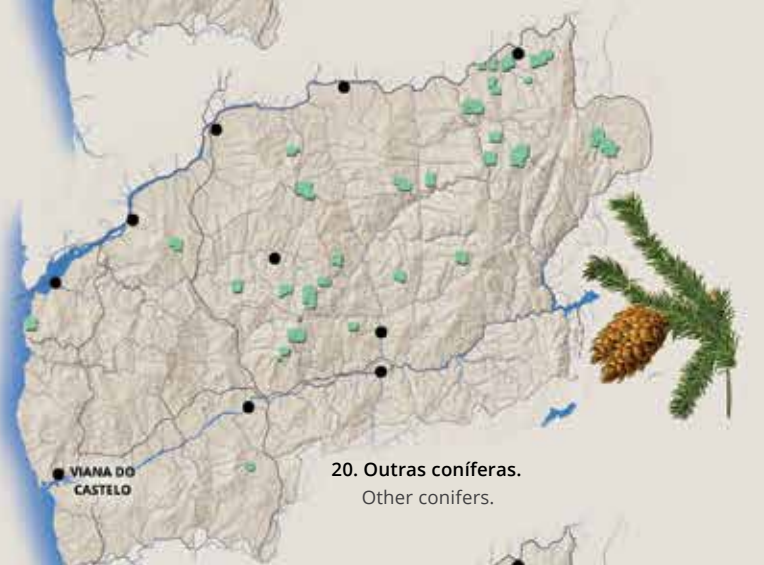 VIANA DO
CASTELO
20. Outras coníferas.
Other conifers.